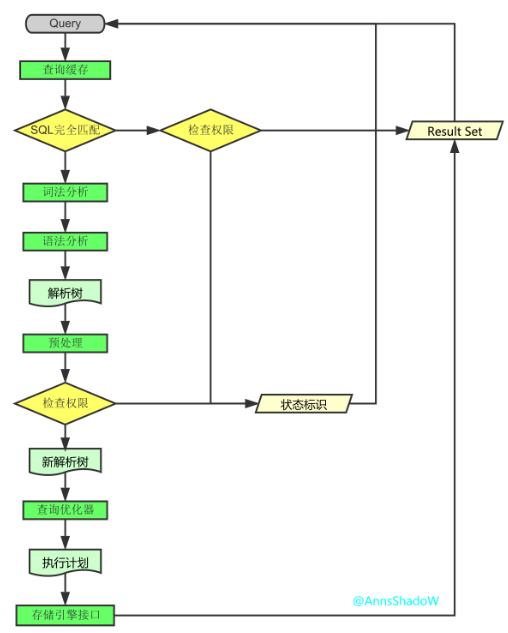 Query
查询缓存
SQL完全匹配
检查权限
Result Set
词法分析
语法分析
解析树
预处理
检查权限
状态标识
新解析树
查询优化器
执行计划
@AnnsShadoW
存储引擎接口